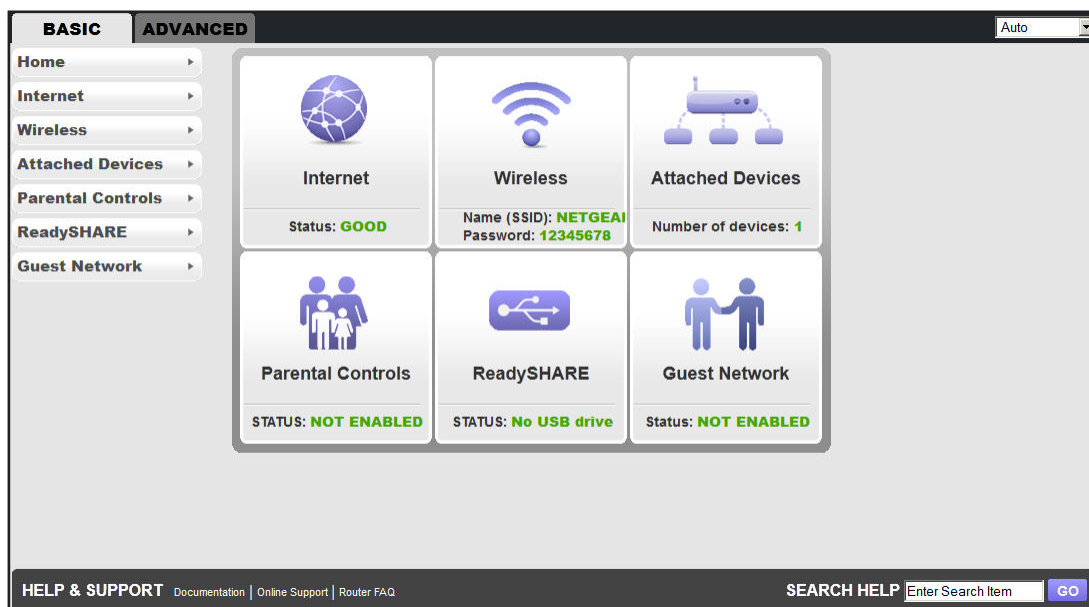 BASIC ADVANCED Auto
Home
Internet
Wireless
Attached Devices
Parental Controls
ReadySHARE
Guest Network
Internet
Status: GOOD
Wireless
Name (SSID): NETGEAR
Password: 12345678
Attached Devices
Number of devices: 1
Parental Controls
STATUS: NOT ENABLED
ReadySHARE
STATUS: No USB drive
Guest Network
Status: NOT ENABLED
HELP & SUPPORT Documentation | Online Support | Router FAQ SEARCH HELP Enter Search Item GO